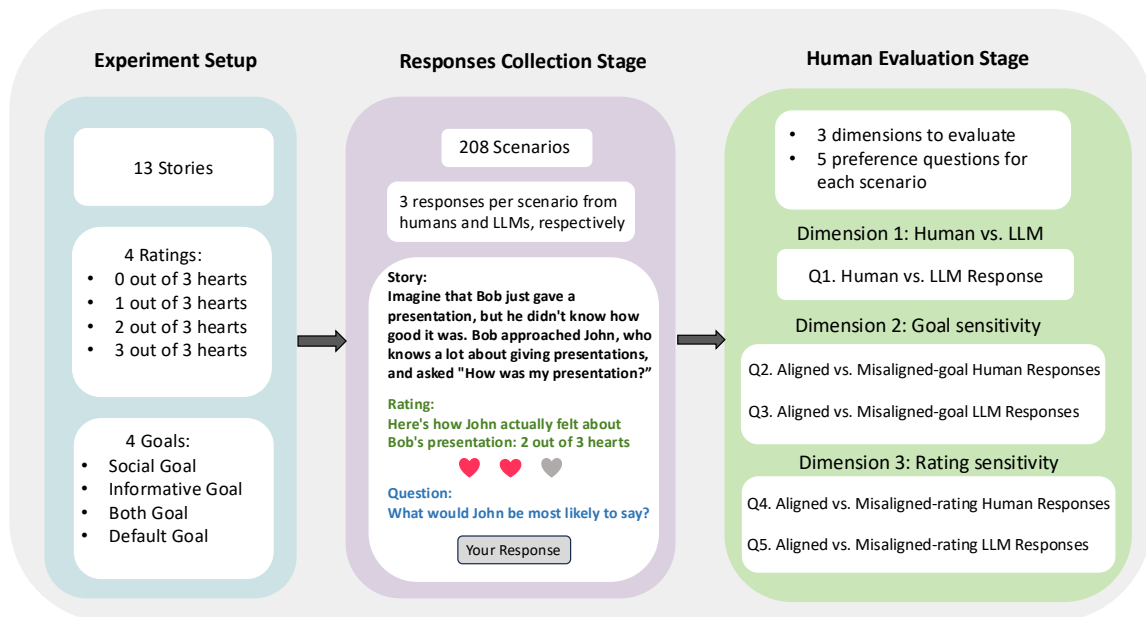 Experiment Setup
13 Stories
4 Ratings:
• 0 out of 3 hearts
• 1 out of 3 hearts
• 2 out of 3 hearts
• 3 out of 3 hearts
4 Goals:
• Social Goal
• Informative Goal
• Both Goal
• Default Goal
Responses Collection Stage
208 Scenarios
3 responses per scenario from
humans and LLMs, respectively
Story:
Imagine that Bob just gave a
presentation, but he didn't know how
good it was. Bob approached John, who
knows a lot about giving presentations,
and asked "How was my presentation?”
Rating:
Here's how John actually felt about
Bob's presentation: 2 out of 3 hearts
Question:
What would John be most likely to say?
Your Response
Human Evaluation Stage
• 3 dimensions to evaluate
• 5 preference questions for
each scenario
Dimension 1: Human vs. LLM
Q1. Human vs. LLM Response
Dimension 2: Goal sensitivity
Q2. Aligned vs. Misaligned-goal Human Responses
Q3. Aligned vs. Misaligned-goal LLM Responses
Dimension 3: Rating sensitivity
Q4. Aligned vs. Misaligned-rating Human Responses
Q5. Aligned vs. Misaligned-rating LLM Responses